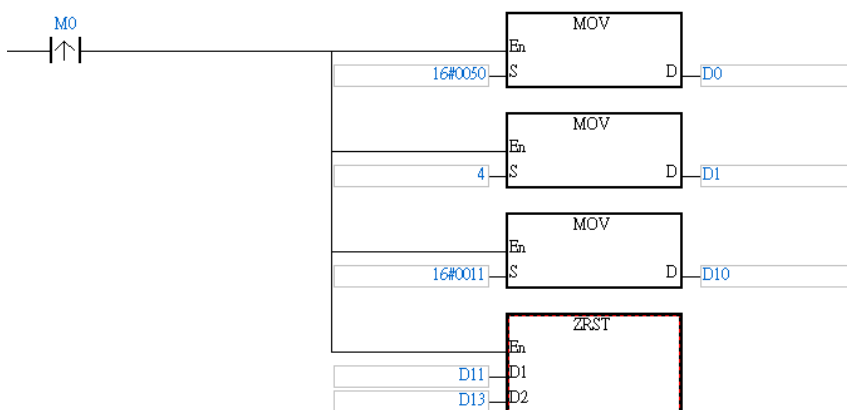 M0
MOV
En
16#0050 S D D0
MOV
En
4 S D D1
MOV
En
16#0011 S D D10
ZRST
En
D11 D1
D13 D2